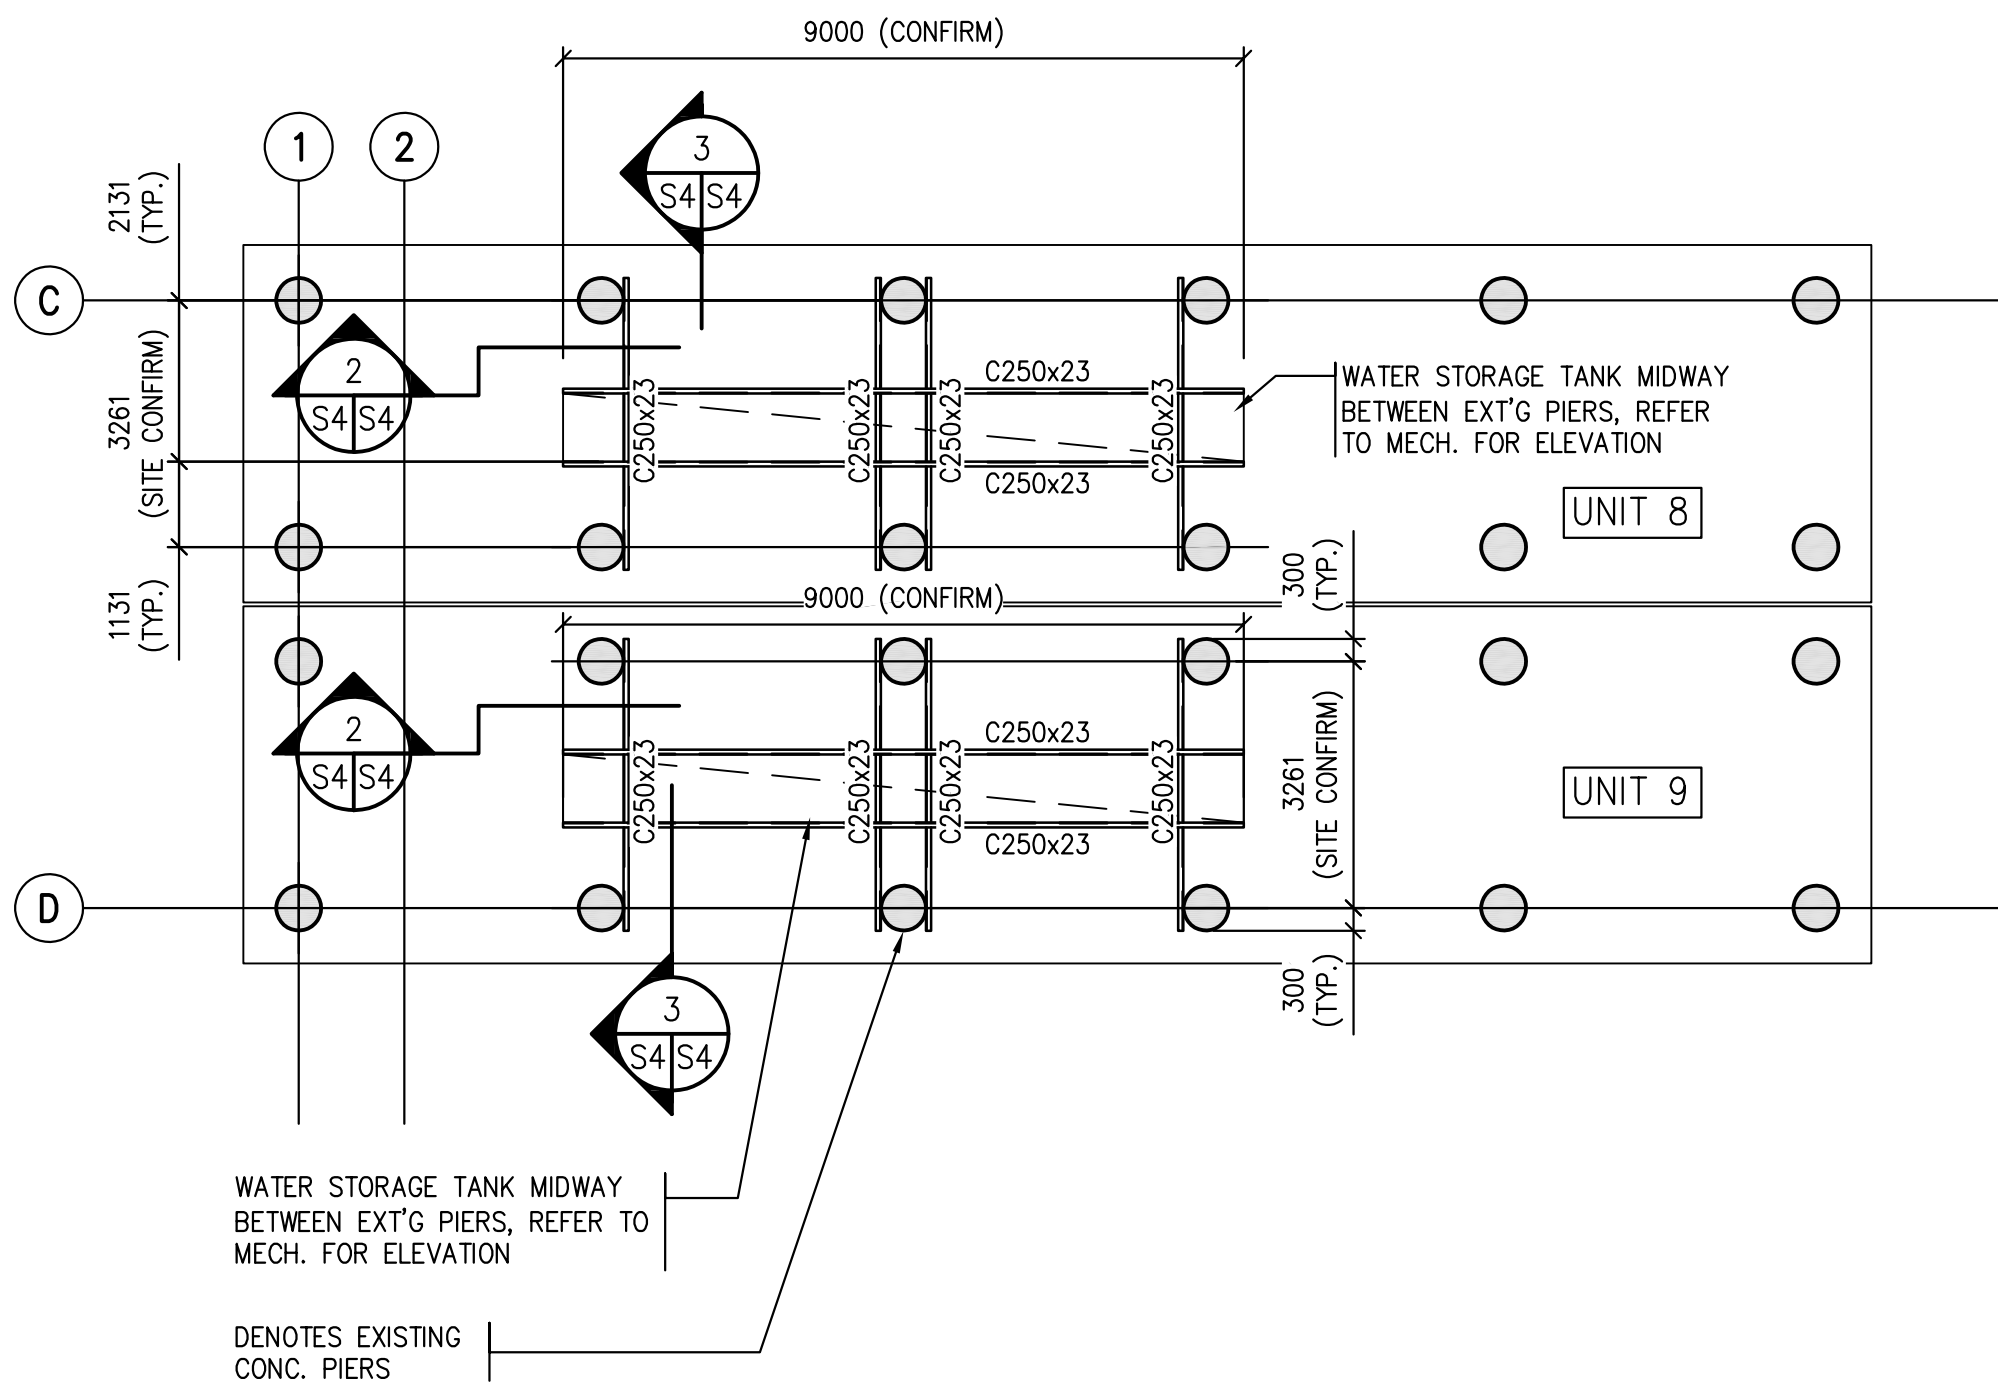 9000 (CONFIRM)
1
2
3
S4 S4
2131
(TYP.)
C
2
S4 S4
3261
(SITE CONFIRM)
C250x23
C250x23
C250x23
C250x23
C250x23
C250x23
WATER STORAGE TANK MIDWAY
BETWEEN EXT'G PIERS, REFER
TO MECH. FOR ELEVATION
UNIT 8
1131
(TYP.)
300
(TYP.)
9000 (CONFIRM)
2
S4 S4
C250x23
C250x23
C250x23
C250x23
C250x23
C250x23
3261
(SITE CONFIRM)
UNIT 9
D
300
(TYP.)
3
S4 S4
WATER STORAGE TANK MIDWAY
BETWEEN EXT'G PIERS, REFER TO
MECH. FOR ELEVATION
DENOTES EXISTING
CONC. PIERS